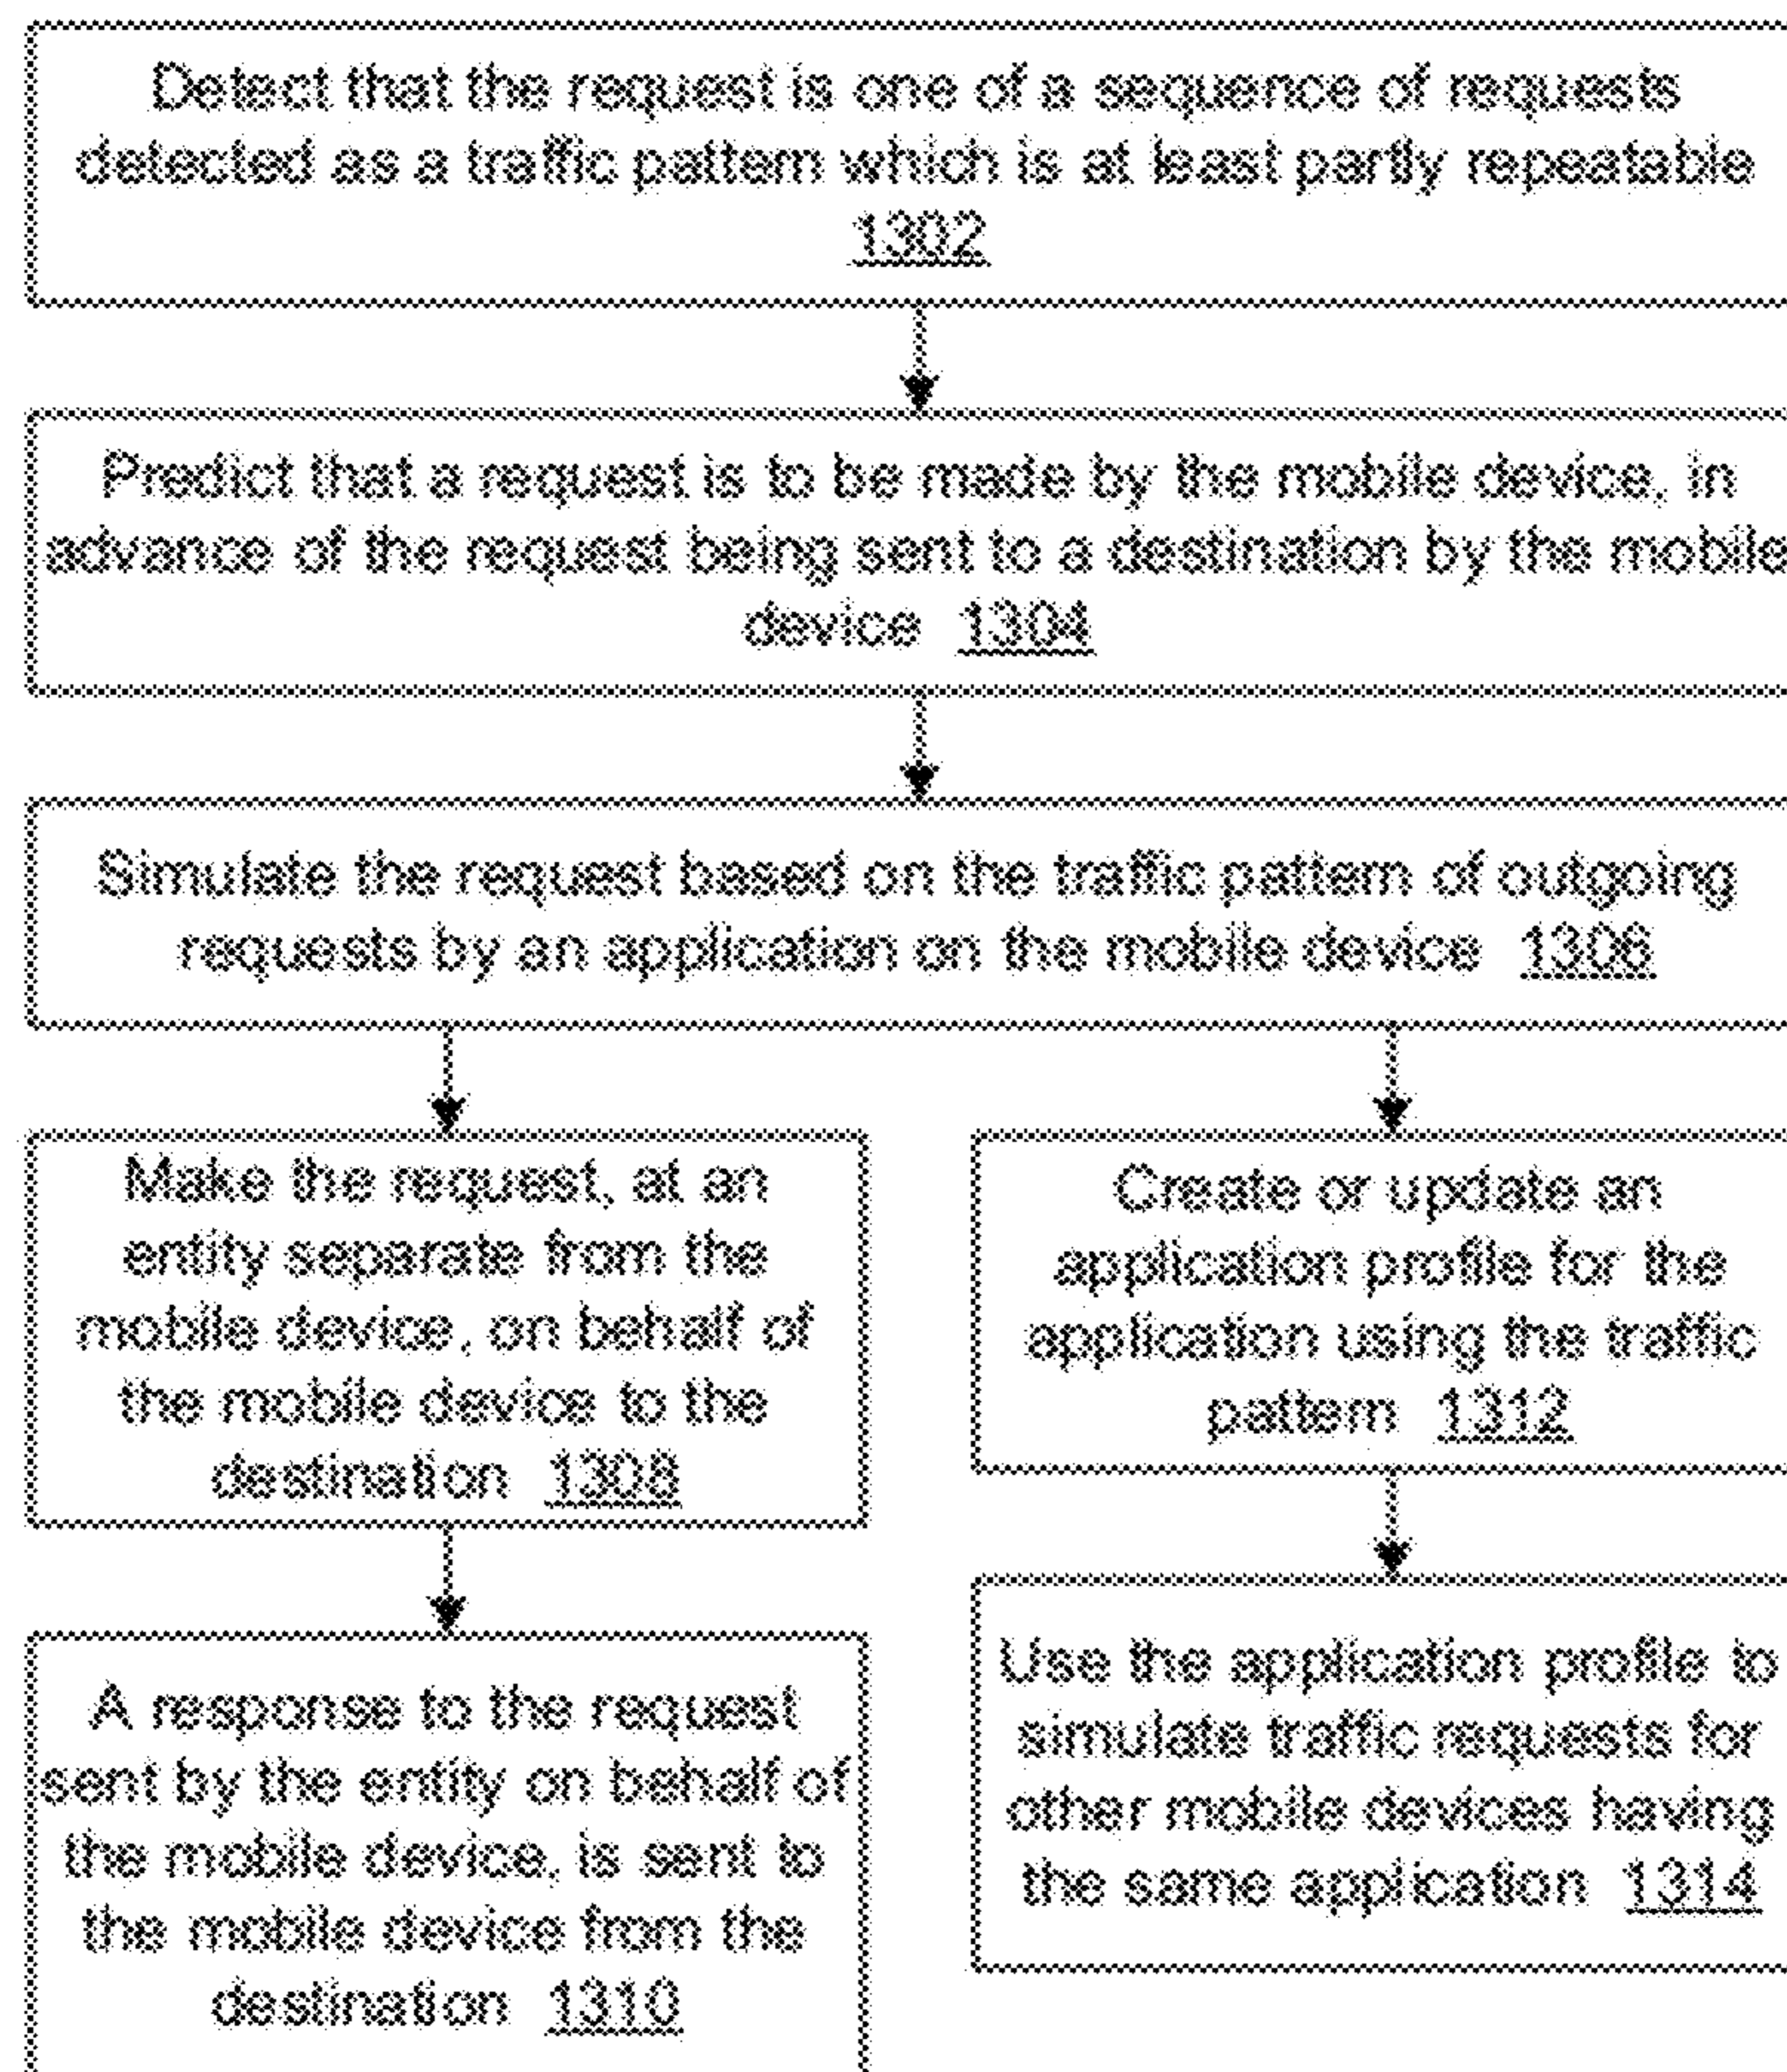 Detect that the request is one of a sequence of requests
detected as a traffic pattern which is at least partly repeatable
1302
Predict that a request is to be made by the mobile device, in
advance of the request being sent to a destination by the mobile
device 1304
Simulate the request based on the traffic pattern of outgoing
requests by an application on the mobile device 1306
Make the request, at an
entity separate from the
mobile device, on behalf of
the mobile device to the
destination 1308
A response to the request
sent by the entity on behalf of
the mobile device, is sent to
the mobile device from the
destination 1310
Create or update an
application profile for the
application using the traffic
pattern 1312
Use the application profile to
simulate traffic requests for
other mobile devices having
the same application 1314